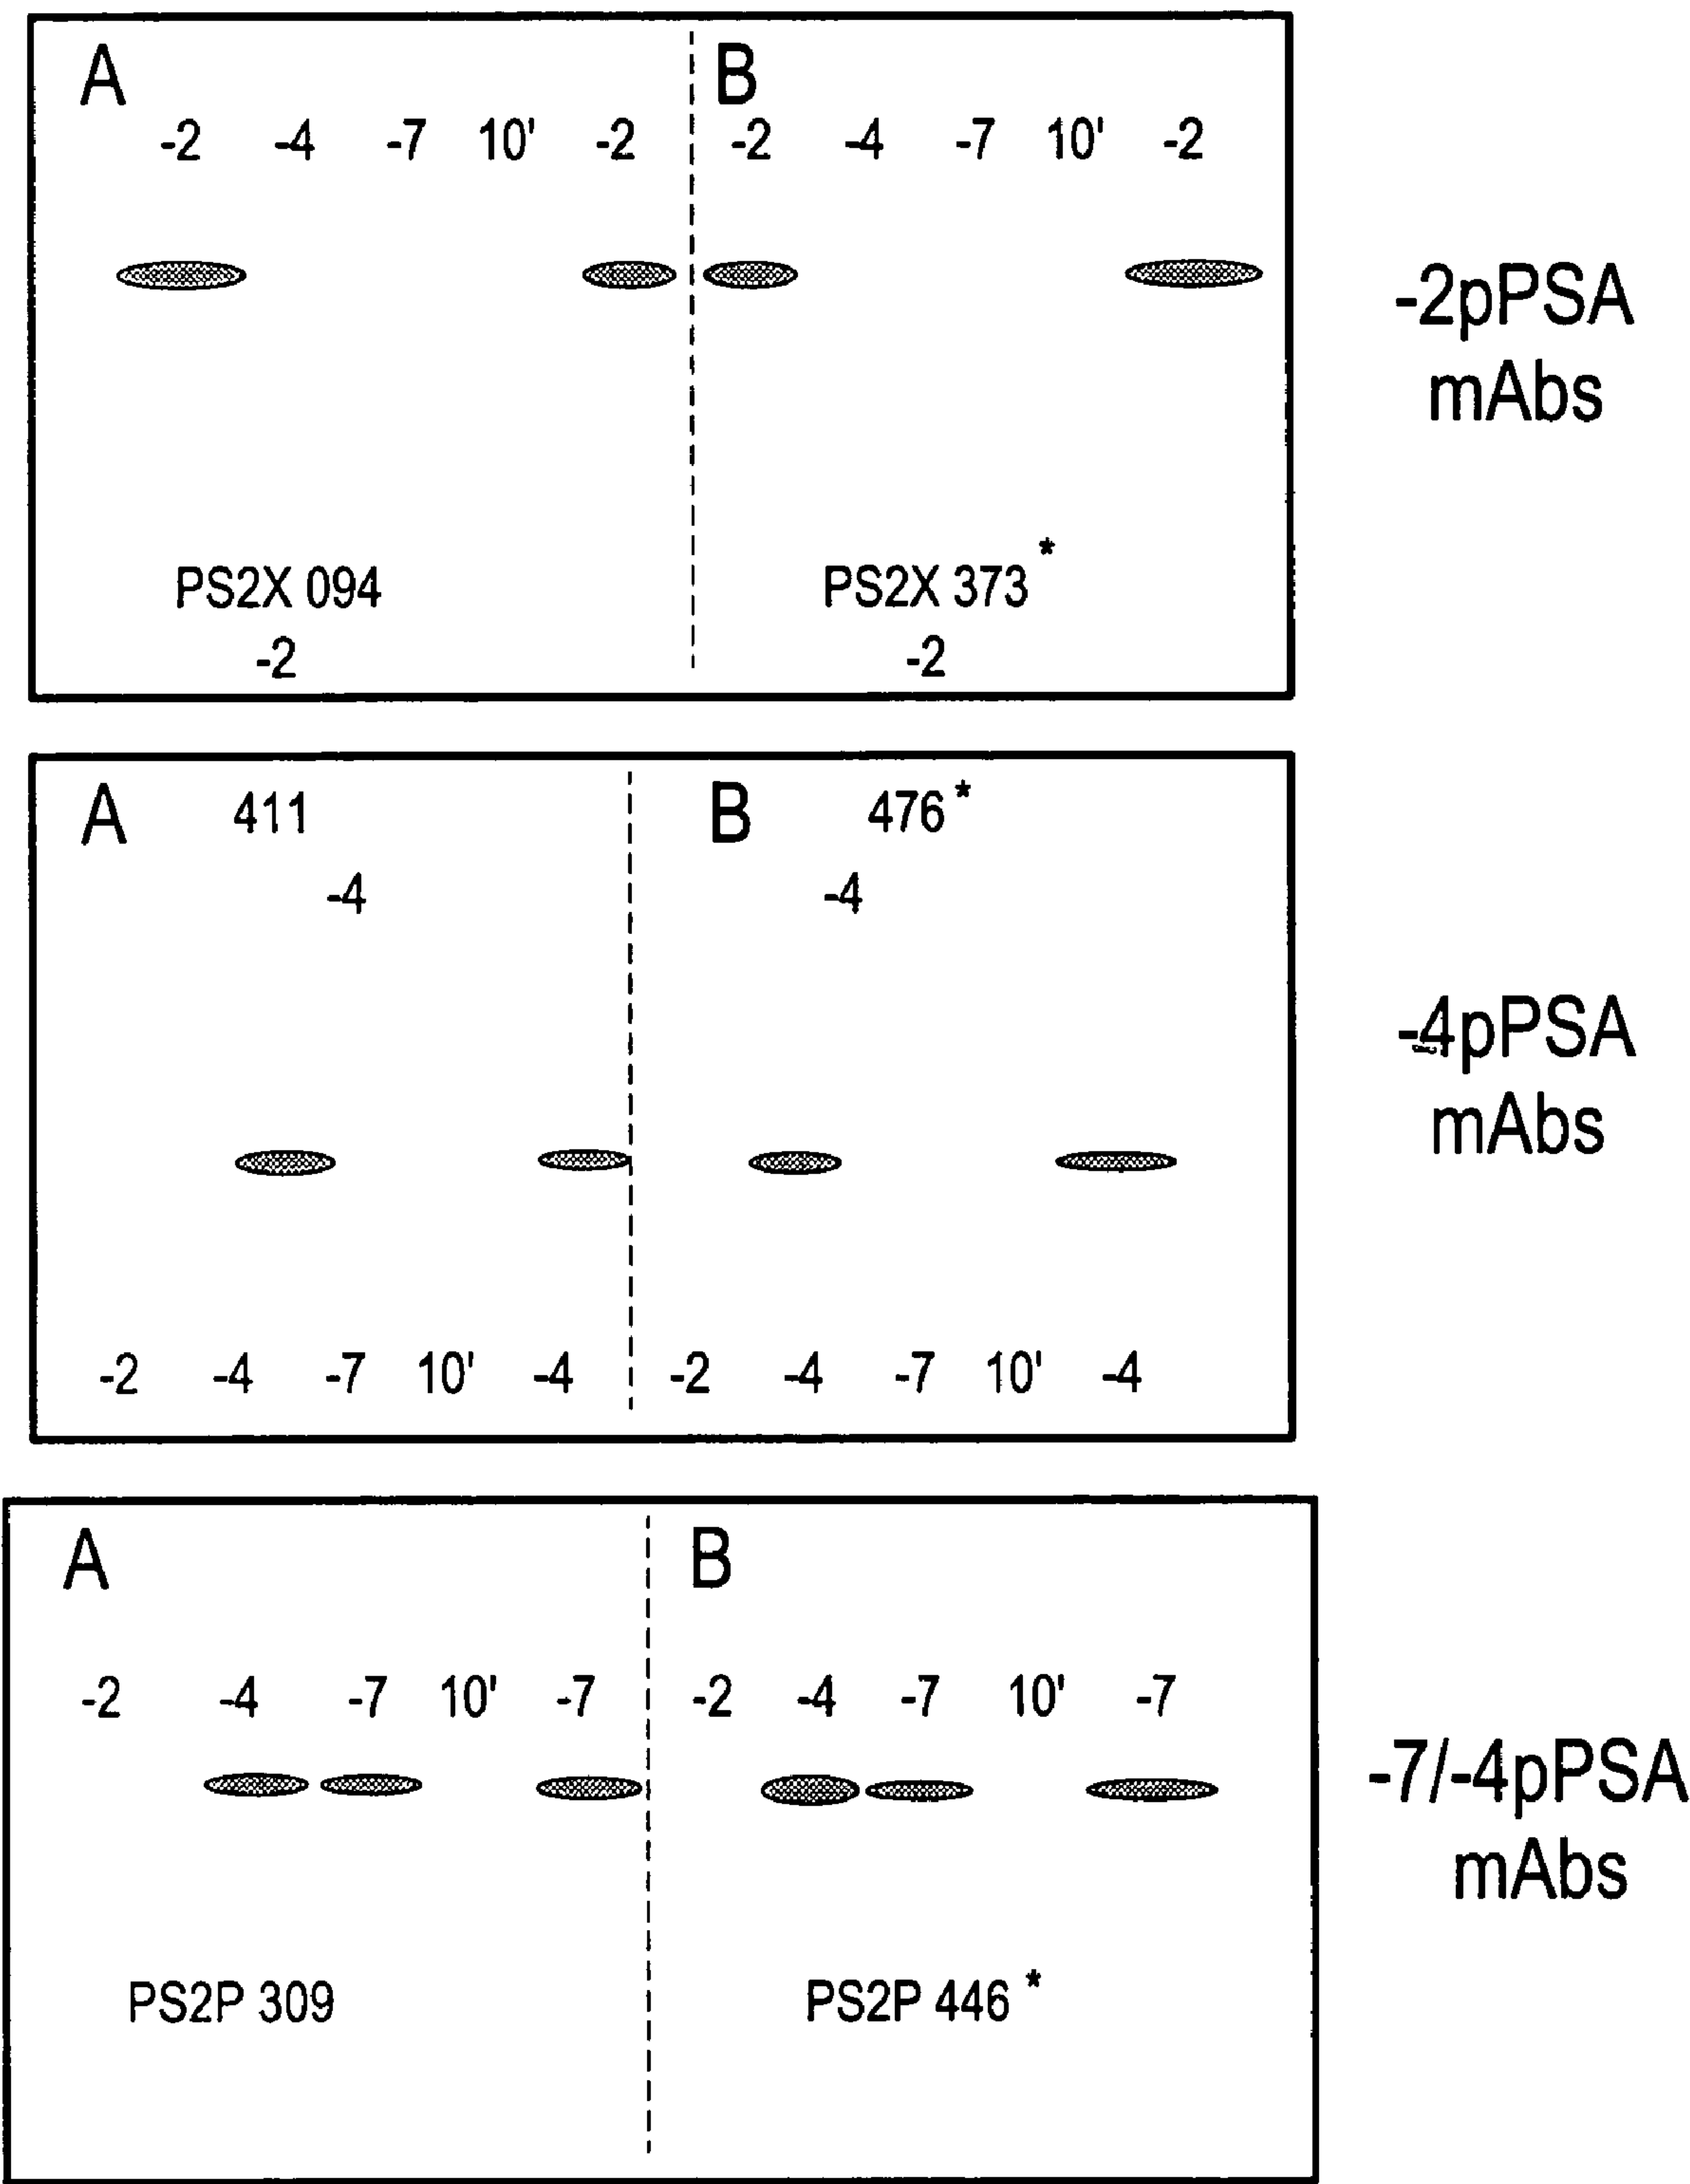 A B
-2 -4 -7 10' -2 -2 -4 -7 10' -2
-2pPSA
mAbs
PS2X 094 PS2X 373 *
-2 -2
A 411 B 476 *
-4 -4
-4pPSA
mAbs
-2 -4 -7 10' -4 -2 -4 -7 10' -4
A B
-2 -4 -7 10' -7 -2 -4 -7 10' -7
-7/-4pPSA
mAbs
PS2P 309 PS2P 446 *